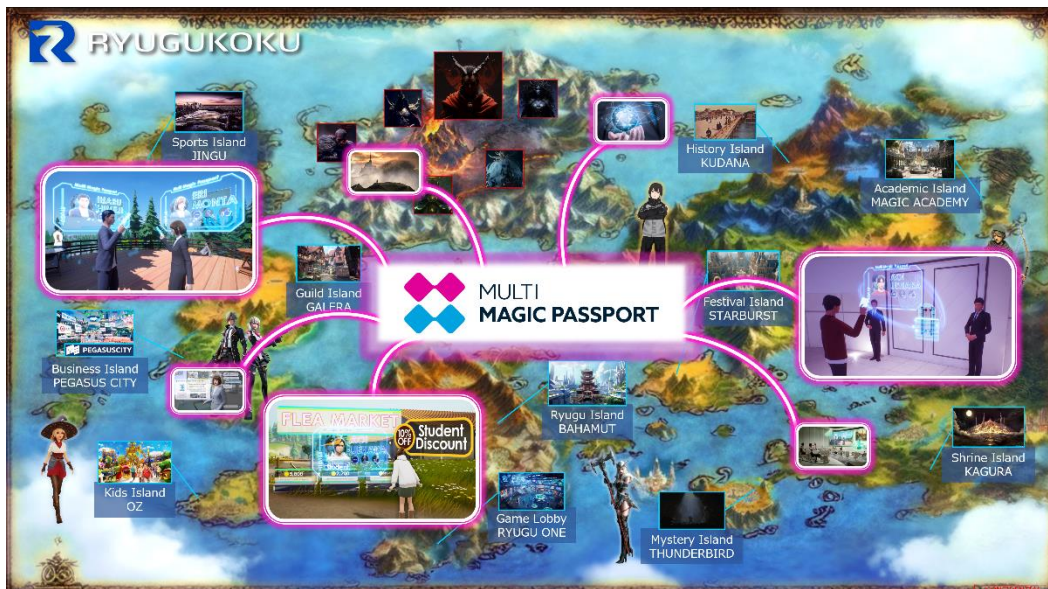 RYUGUKOKU
Sports Island
JINGU
History Island
KUDANA
Academic Island
MAGIC ACADEMY
Guild Island
GALERA
MULTI
MAGIC PASSPORT
Festival Island
STARBURST
PEGASUSCITY
Business Island
PEGASUS CITY
FLEA MARKET
10%
OFF
Student
Discount
Ryugu Island
BAHAMUT
Shrine Island
KAGURA
Kids Island
OZ
Game Lobby
RYUGU ONE
Mystery Island
THUNDERBIRD